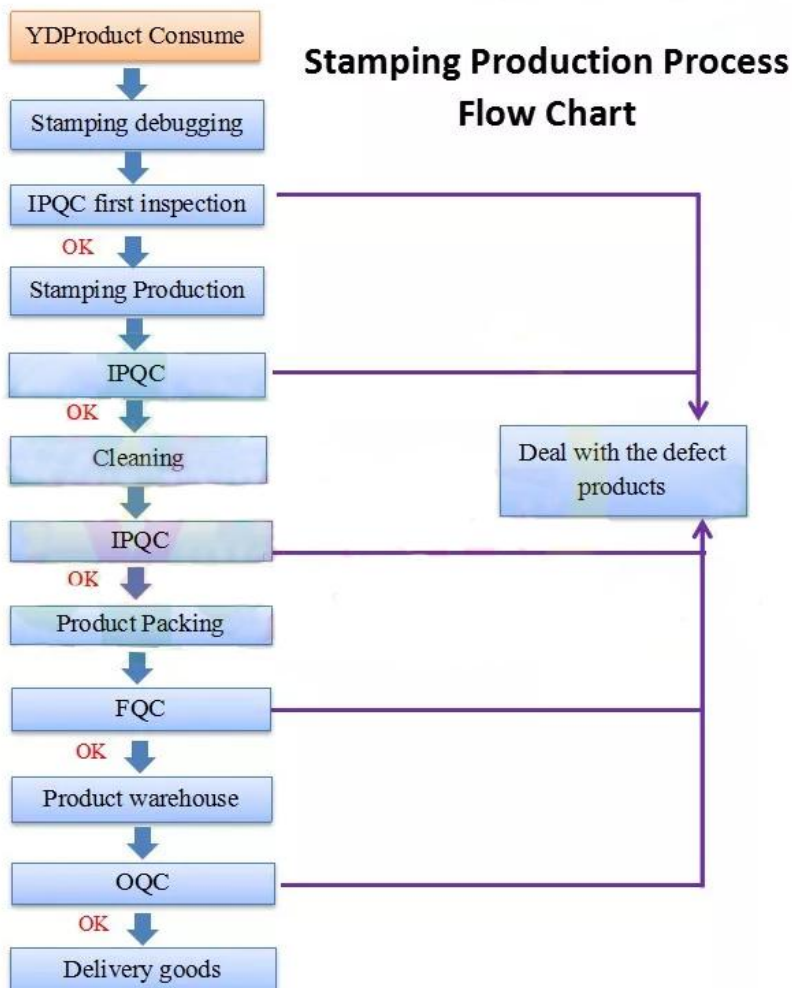 YDProduct Consume
Stamping Production Process
Flow Chart
Stamping debugging
IPQC first inspection
OK
Stamping Production
IPQC
OK
Cleaning
Deal with the defect
products
IPQC
OK
Product Packing
FQC
OK
Product warehouse
OQC
OK
Delivery goods